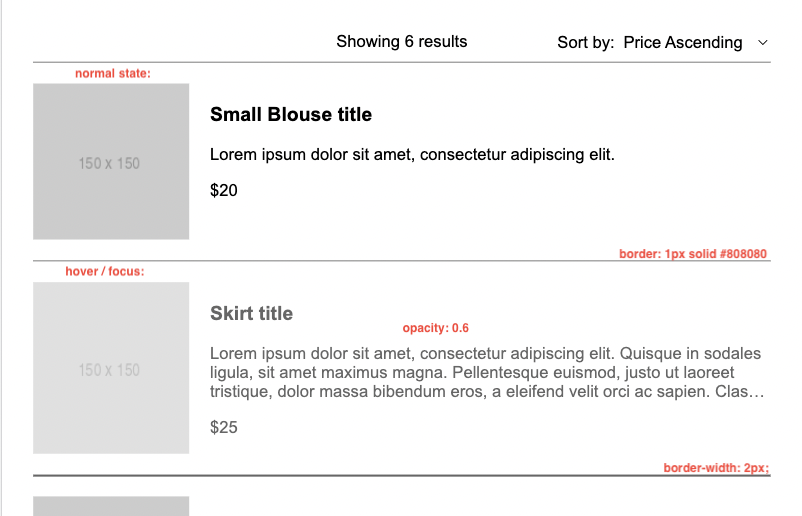 Showing 6 results
Sort by: Price Ascending
normal state:
150 x 150
Small Blouse title
Lorem ipsum dolor sit amet, consectetur adipiscing elit.
$20
border: 1px solid #808080
hover / focus:
150 x 150
Skirt title
opacity: 0.6
Lorem ipsum dolor sit amet, consectetur adipiscing elit. Quisque in sodales
ligula, sit amet maximus magna. Pellentesque euismod, justo ut laoreet
tristique, dolor massa bibendum eros, a eleifend velit orci ac sapien. Clas…
$25
border-width: 2px;